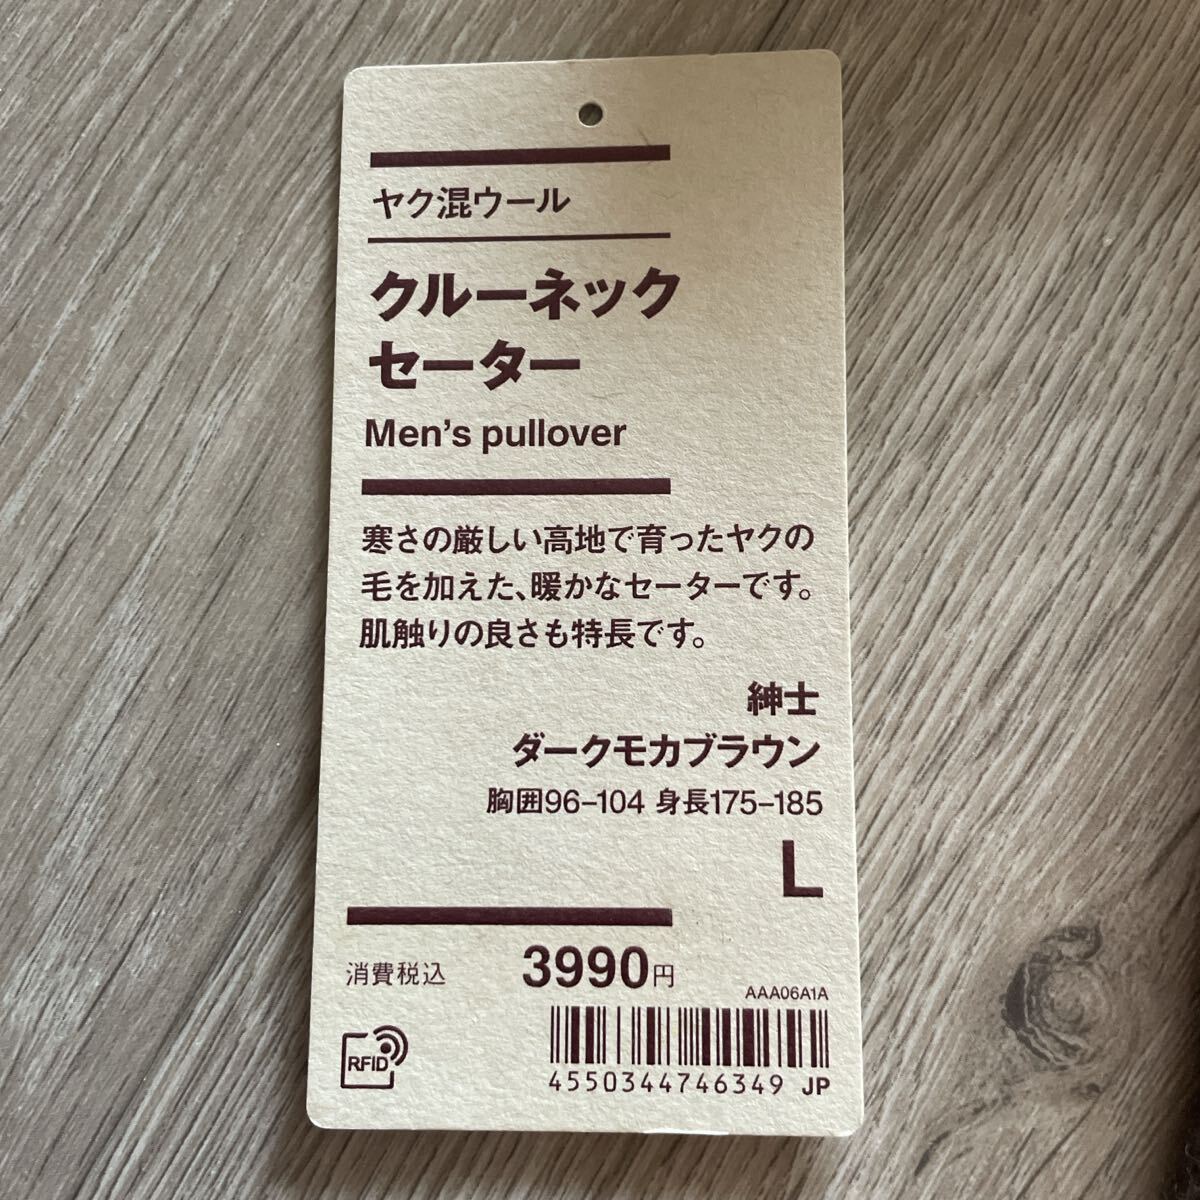 ヤク混ウール
クルーネック
セーター
Men's pullover
寒さの厳しい高地で育ったヤクの
毛を加えた、暖かなセーターです。
肌触りの良さも特長です。
紳士
ダークモカブラウン
胸囲96–104 身長175–185
L
消費税込 3990円
AAA06A1A
RFID
4550344746349 JP